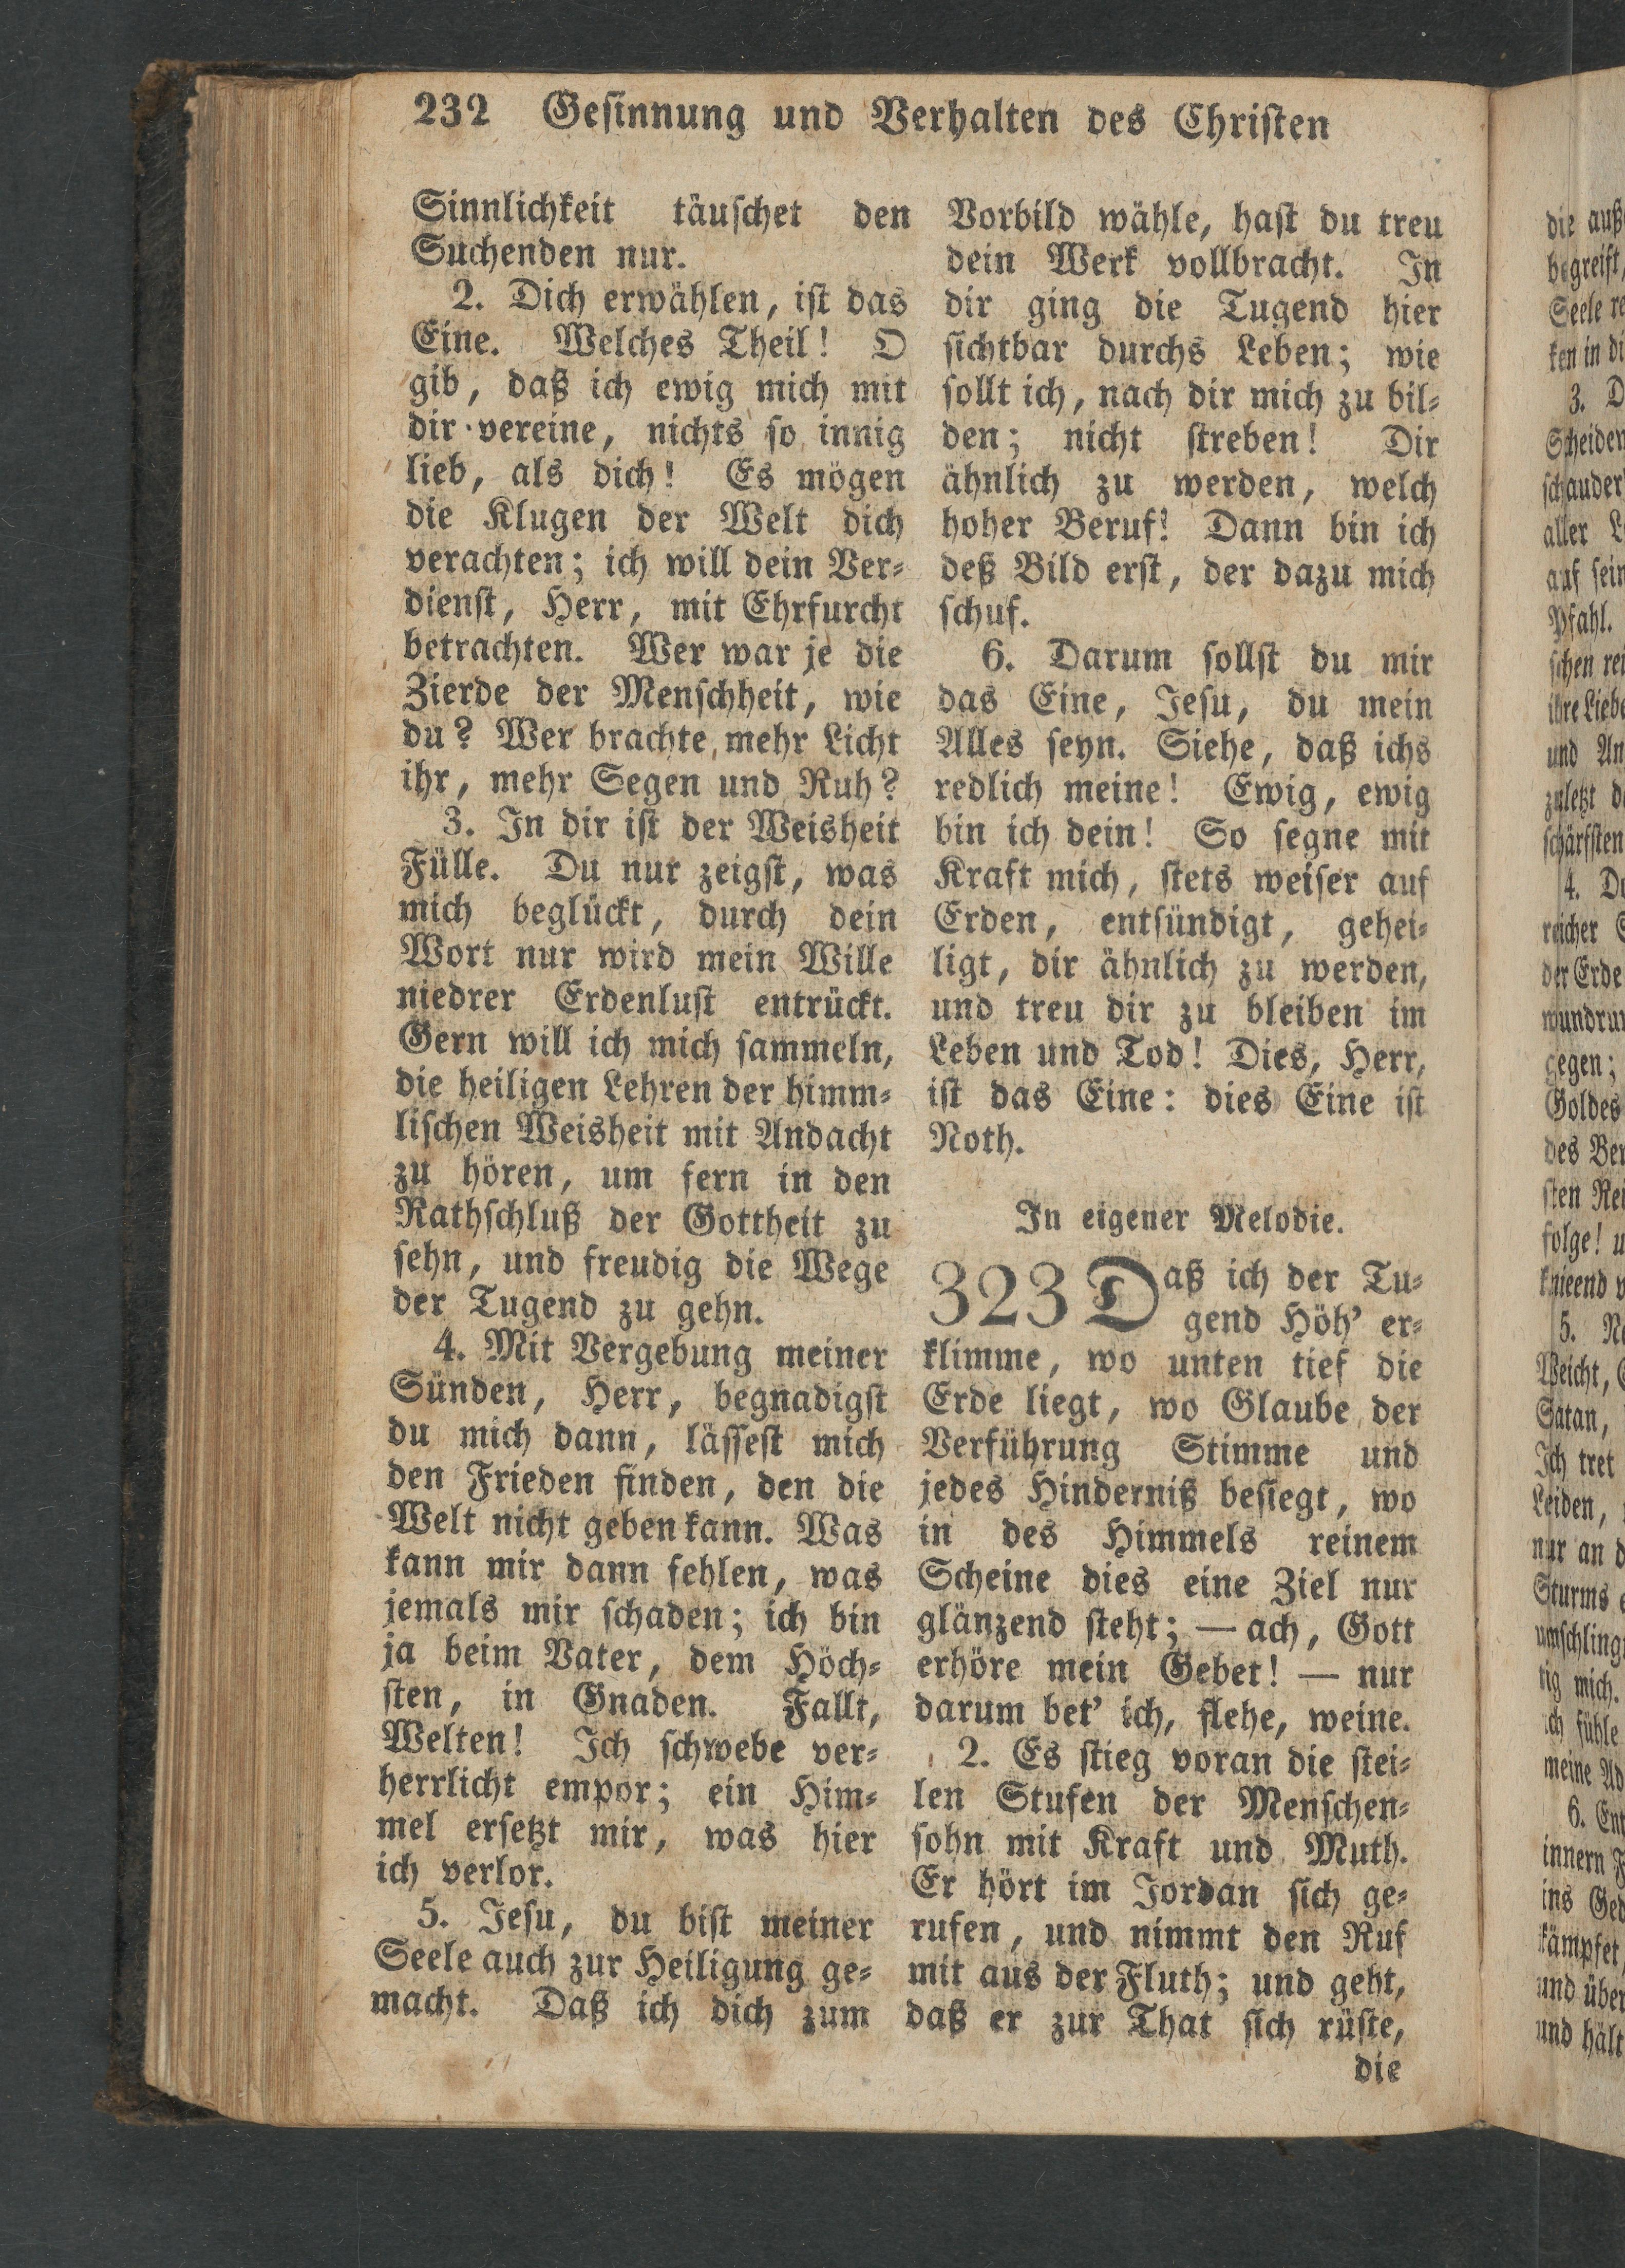 232 Gesinnung und Verhalten des Christen
Sinnlichkeit täuschet den
Suchenden nur.
2. Dich erwählen, ist das
Eine. Welches Theil! O
gib, daß ich ewig mich mit
dir vereine, nichts so innig
lieb, als dich! Es mögen
die Klugen der Welt dich
verachten; ich will dein Ver-
dienst, Herr, mit Ehrfurcht
betrachten. Wer war je die
Zierde der Menschheit, wie
du? Wer brachte mehr Licht
ihr, mehr Segen und Ruh?
3. In dir ist der Weisheit
Fülle. Du nur zeigst, was
mich beglückt, durch dein
Wort nur wird mein Wille
niedrer Erdenlust entrückt.
Gern will ich mich sammeln,
die heiligen Lehren der himm-
lischen Weisheit mit Andacht
zu hören, um fern in den
Rathschluß der Gottheit zu
sehn, und freudig die Wege
der Tugend zu gehn.
4. Mit Vergebung meiner
Sünden, Herr, begnadigst
du mich dann, lässest mich
den Frieden finden, den die
Welt nicht geben kann. Was
kann mir dann fehlen, was
jemals mir schaden; ich bin
ja beim Vater, dem Höch-
sten, in Gnaden. Fallt,
Welten! Ich schwebe ver-
herrlicht empor; ein Him-
mel ersetzt mir, was hier
ich verlor.
5. Jesu, du bist meiner
Seele auch zur Heiligung ge-
macht. Daß ich dich zum
Vorbild wähle, hast du treu
dein Werk vollbracht. In
dir ging die Tugend hier
sichtbar durchs Leben; wie
sollt ich, nach dir mich zu bil-
den; nicht streben! Dir
ähnlich zu werden, welch
hoher Beruf! Dann bin ich
deß Bild erst, der dazu mich
schuf.
6. Darum sollst du mir
das Eine, Jesu, du mein
Alles seyn. Siehe, daß ichs
redlich meine! Ewig, ewig
bin ich dein! So segne mit
Kraft mich, stets weiser auf
Erden, entsündigt, gehei-
ligt, dir ähnlich zu werden,
und treu dir zu bleiben im
Leben und Tod! Dies, Herr,
ist das Eine: dies Eine ist
Noth.
In eigener Melodie.
323 Daß ich der Tu-
gend Höh' er-
klimme, wo unten tief die
Erde liegt, wo Glaube der
Verführung Stimme und
jedes Hinderniß besiegt, wo
in des Himmels reinem
Scheine dies eine Ziel nur
glänzend steht; — ach, Gott
erhöre mein Gebet! — nur
darum bet' ich, flehe, weine.
2. Es stieg voran die stei-
len Stufen der Menschen-
sohn mit Kraft und Muth.
Er hört im Jordan sich ge-
rufen, und nimmt den Ruf
mit aus der Fluth; und geht,
daß er zur That sich rüste,
die